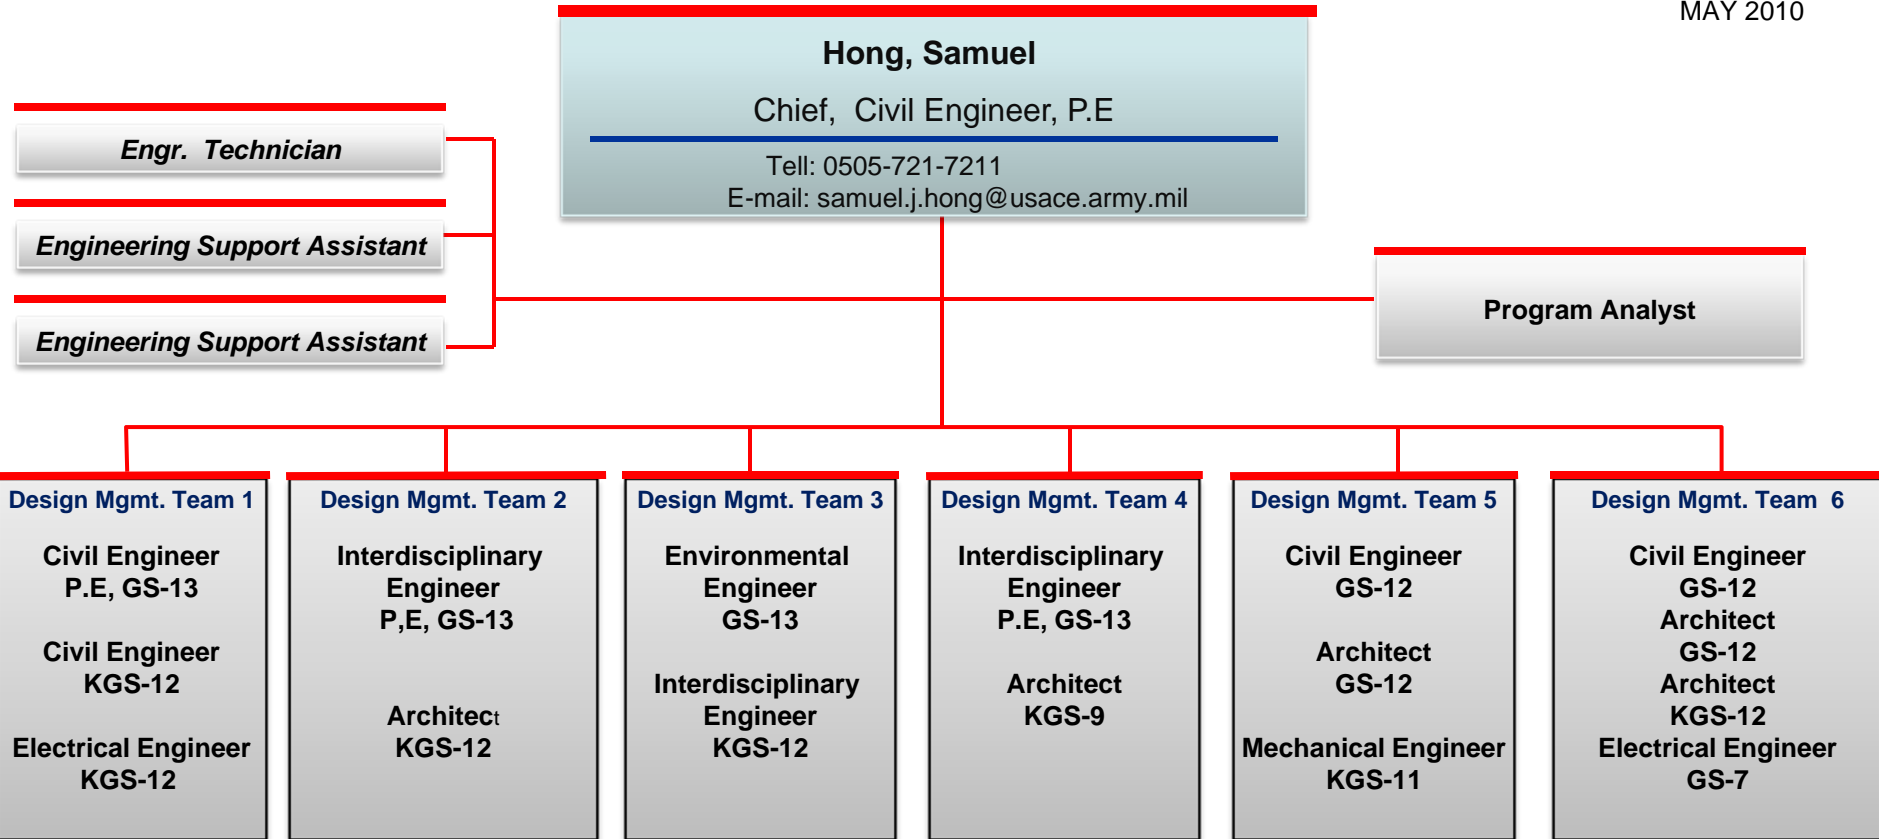 MAY 2010
Hong, Samuel
Chief, Civil Engineer, P.E
Tell: 0505-721-7211
E-mail: samuel.j.hong@usace.army.mil
Engr. Technician
Engineering Support Assistant
Engineering Support Assistant
Program Analyst
Design Mgmt. Team 1
Civil Engineer
P.E, GS-13
Civil Engineer
KGS-12
Electrical Engineer
KGS-12
Design Mgmt. Team 2
Interdisciplinary
Engineer
P,E, GS-13
Architect
KGS-12
Design Mgmt. Team 3
Environmental
Engineer
GS-13
Interdisciplinary
Engineer
KGS-12
Design Mgmt. Team 4
Interdisciplinary
Engineer
P.E, GS-13
Architect
KGS-9
Design Mgmt. Team 5
Civil Engineer
GS-12
Architect
GS-12
Mechanical Engineer
KGS-11
Design Mgmt. Team 6
Civil Engineer
GS-12
Architect
GS-12
Architect
KGS-12
Electrical Engineer
GS-7